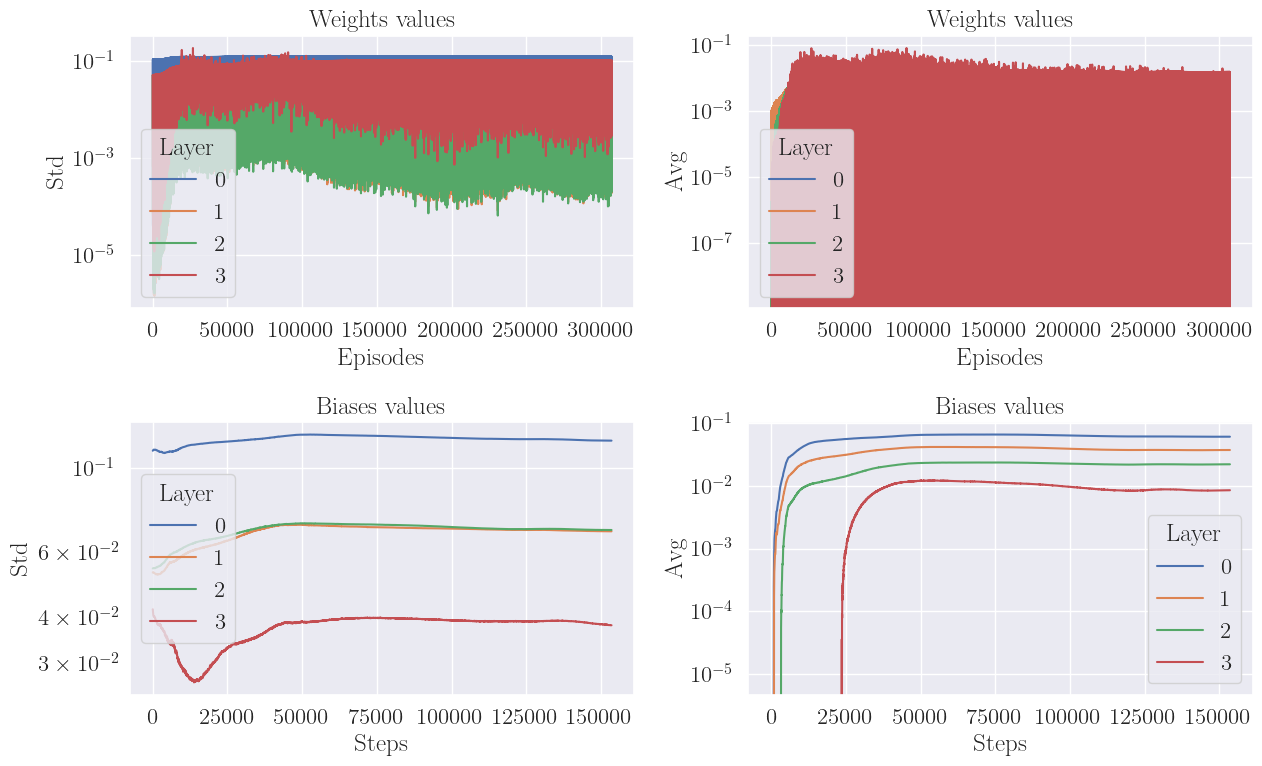 Weights values
Std
10⁻¹
10⁻³
10⁻⁵
Layer
0
1
2
3
0 50000 100000 150000 200000 250000 300000
Episodes
Weights values
Avg
10⁻¹
10⁻³
10⁻⁵
10⁻⁷
Layer
0
1
2
3
0 50000 100000 150000 200000 250000 300000
Episodes
Biases values
Std
10⁻¹
6 × 10⁻²
4 × 10⁻²
3 × 10⁻²
Layer
0
1
2
3
0 25000 50000 75000 100000 125000 150000
Steps
Biases values
Avg
10⁻¹
10⁻²
10⁻³
10⁻⁴
10⁻⁵
Layer
0
1
2
3
0 25000 50000 75000 100000 125000 150000
Steps